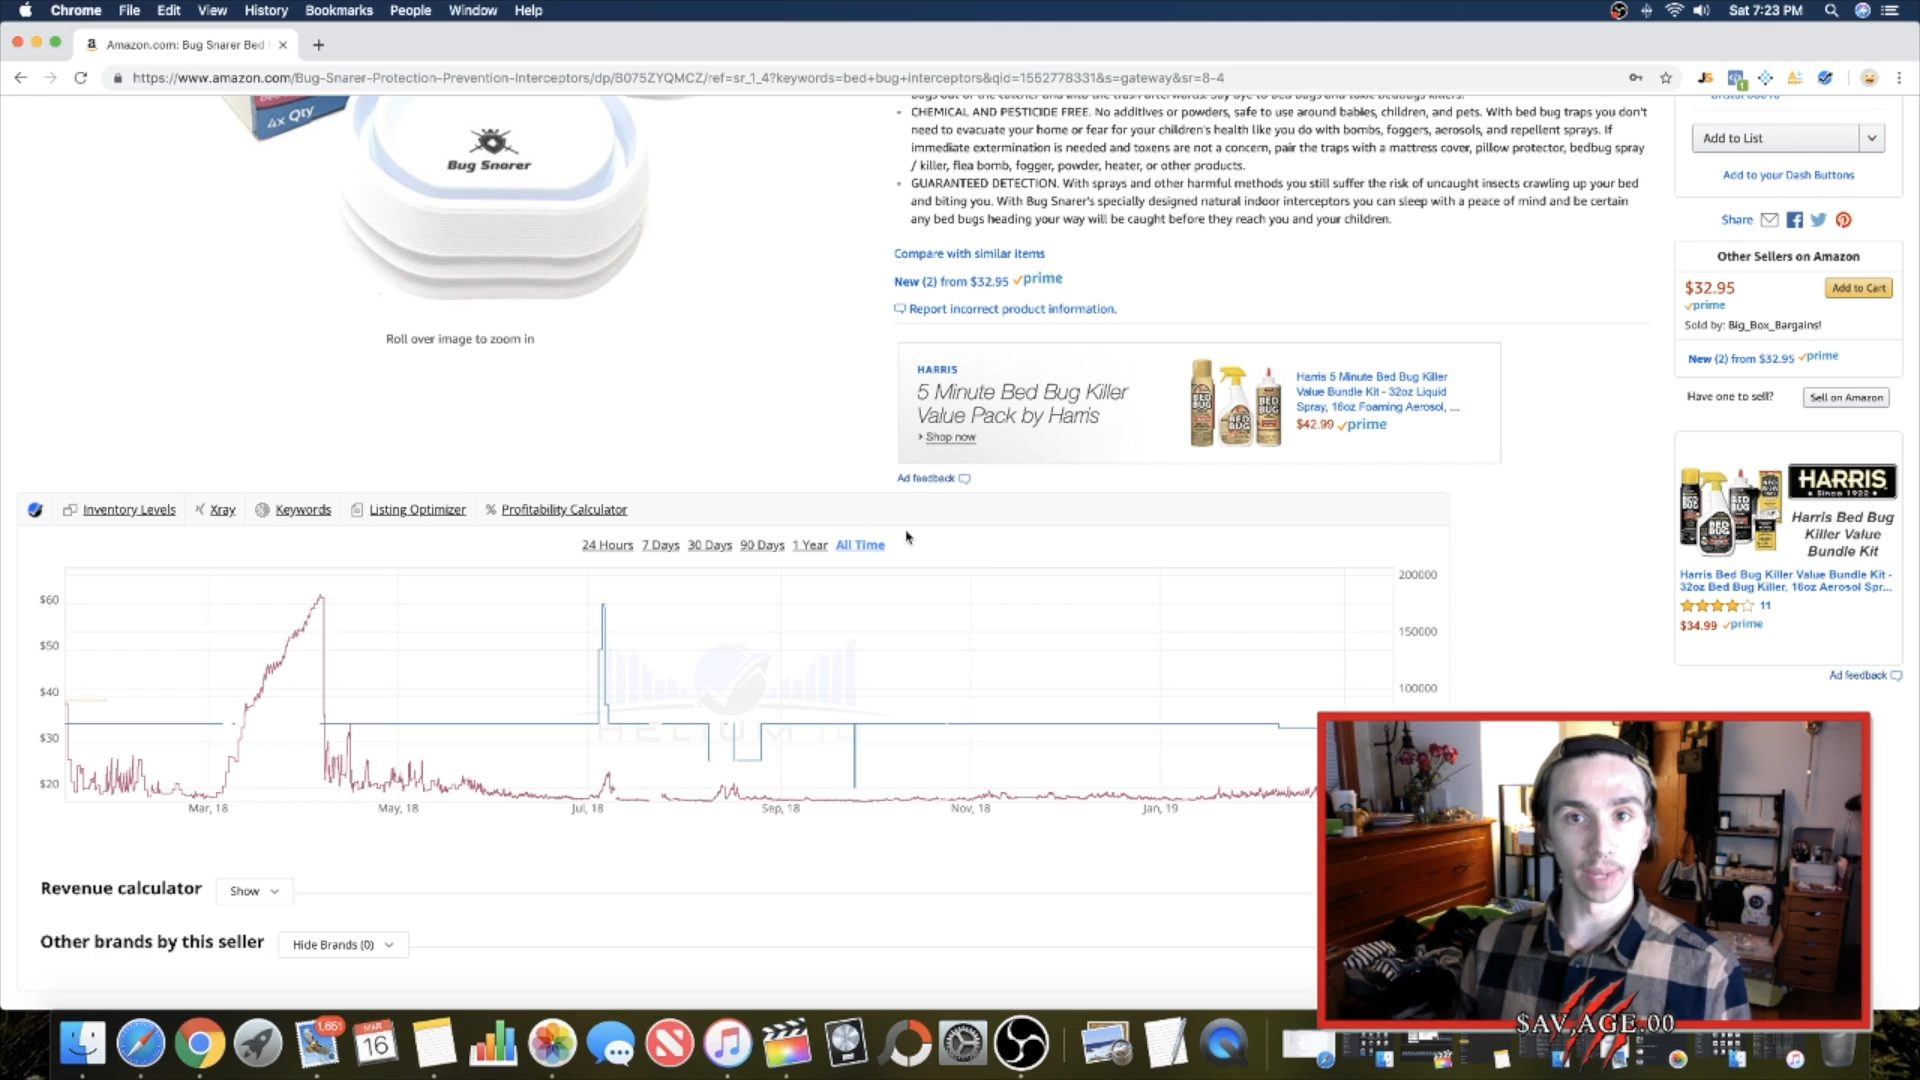 Chrome File Edit View History Bookmarks People Window Help
Sat 7:23 PM
Amazon.com: Bug Snarer Bed
https://www.amazon.com/Bug-Snarer-Protection-Prevention-Interceptors/dp/B075ZYQMCZ/ref=sr_1_4?keywords=bed+bug+interceptors&qid=1552778331&s=gateway&sr=8-4
4x Qty
Bug Snarer
Roll over image to zoom in
CHEMICAL AND PESTICIDE FREE. No additives or powders, safe to use around babies, children, and pets. With bed bug traps you don't
need to evacuate your home or fear for your children's health like you do with bombs, foggers, aerosols, and repellent sprays. If
immediate extermination is needed and toxens are not a concern, pair the traps with a mattress cover, pillow protector, bedbug spray
/ killer, flea bomb, fogger, powder, heater, or other products.
GUARANTEED DETECTION. With sprays and other harmful methods you still suffer the risk of uncaught insects crawling up your bed
and biting you. With Bug Snarer's specially designed natural indoor interceptors you can sleep with a peace of mind and be certain
any bed bugs heading your way will be caught before they reach you and your children.
Compare with similar items
New (2) from $32.95 prime
Report incorrect product information.
HARRIS
5 Minute Bed Bug Killer
Value Pack by Harris
Shop now
Harris 5 Minute Bed Bug Killer
Value Bundle Kit - 32oz Liquid
Spray, 16oz Foaming Aerosol, ...
$42.99 prime
Ad feedback
Add to List
Add to your Dash Buttons
Share
Other Sellers on Amazon
$32.95
Add to Cart
prime
Sold by: Big_Box_Bargains!
New (2) from $32.95 prime
Have one to sell?
Sell on Amazon
HARRIS
Since 1922
Harris Bed Bug
Killer Value
Bundle Kit
Harris Bed Bug Killer Value Bundle Kit -
32oz Bed Bug Killer, 16oz Aerosol Spr...
11
$34.99 prime
Ad feedback
Inventory Levels Xray Keywords Listing Optimizer Profitability Calculator
24 Hours 7 Days 30 Days 90 Days 1 Year All Time
$60
$50
$40
$30
$20
200000
150000
100000
HELIUM 10
Mar, 18 May, 18 Jul, 18 Sep, 18 Nov, 18 Jan, 19
Revenue calculator Show
Other brands by this seller Hide Brands (0)
$AV,AGE.00
1,651
MAR
16